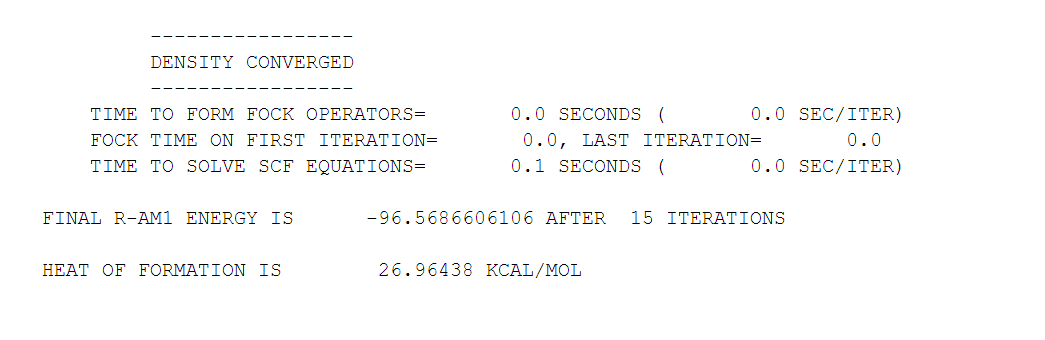 -----------------
DENSITY CONVERGED
-----------------
TIME TO FORM FOCK OPERATORS=       0.0 SECONDS (       0.0 SEC/ITER)
FOCK TIME ON FIRST ITERATION=       0.0, LAST ITERATION=       0.0
TIME TO SOLVE SCF EQUATIONS=       0.1 SECONDS (       0.0 SEC/ITER)
FINAL R-AM1 ENERGY IS      -96.5686606106 AFTER  15 ITERATIONS
HEAT OF FORMATION IS        26.96438 KCAL/MOL